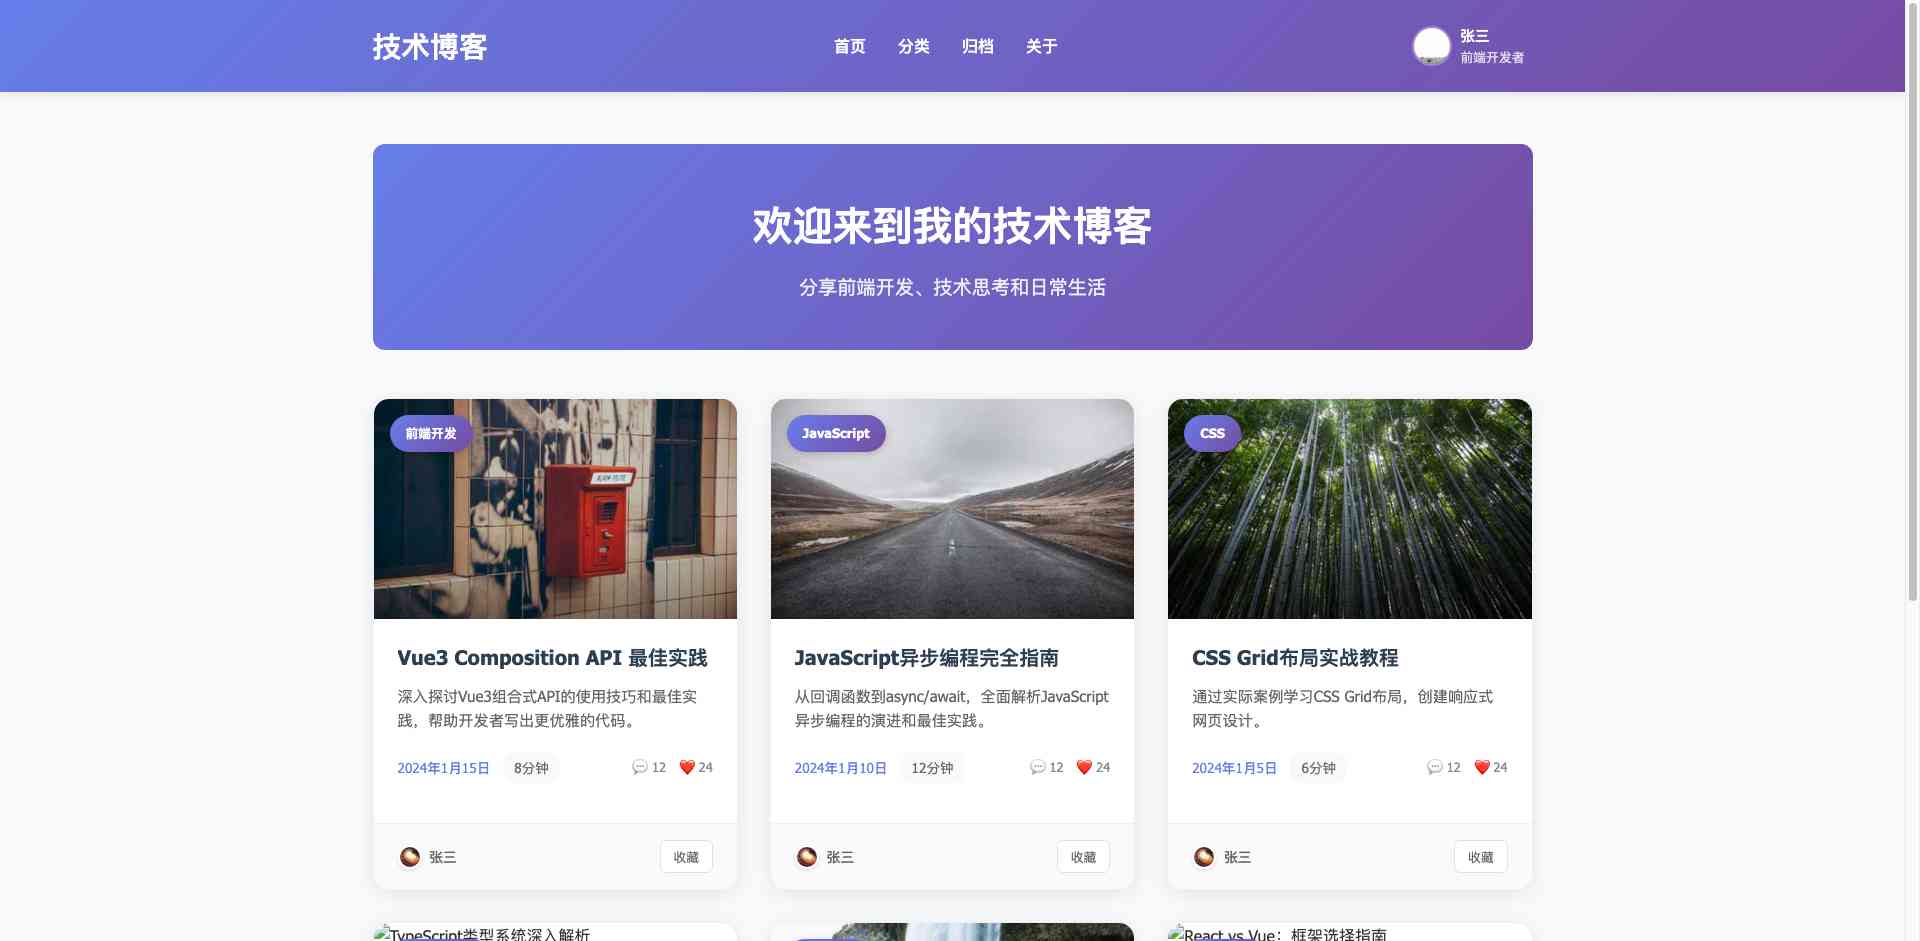 技术博客
首页 分类 归档 关于
张三
前端开发者
欢迎来到我的技术博客
分享前端开发、技术思考和日常生活
前端开发
Vue3 Composition API 最佳实践
深入探讨Vue3组合式API的使用技巧和最佳实
践，帮助开发者写出更优雅的代码。
2024年1月15日 8分钟 12 24
张三 收藏
JavaScript
JavaScript异步编程完全指南
从回调函数到async/await，全面解析JavaScript
异步编程的演进和最佳实践。
2024年1月10日 12分钟 12 24
张三 收藏
CSS
CSS Grid布局实战教程
通过实际案例学习CSS Grid布局，创建响应式
网页设计。
2024年1月5日 6分钟 12 24
张三 收藏
TypeScript类型系统深入解析
React vs Vue：框架选择指南